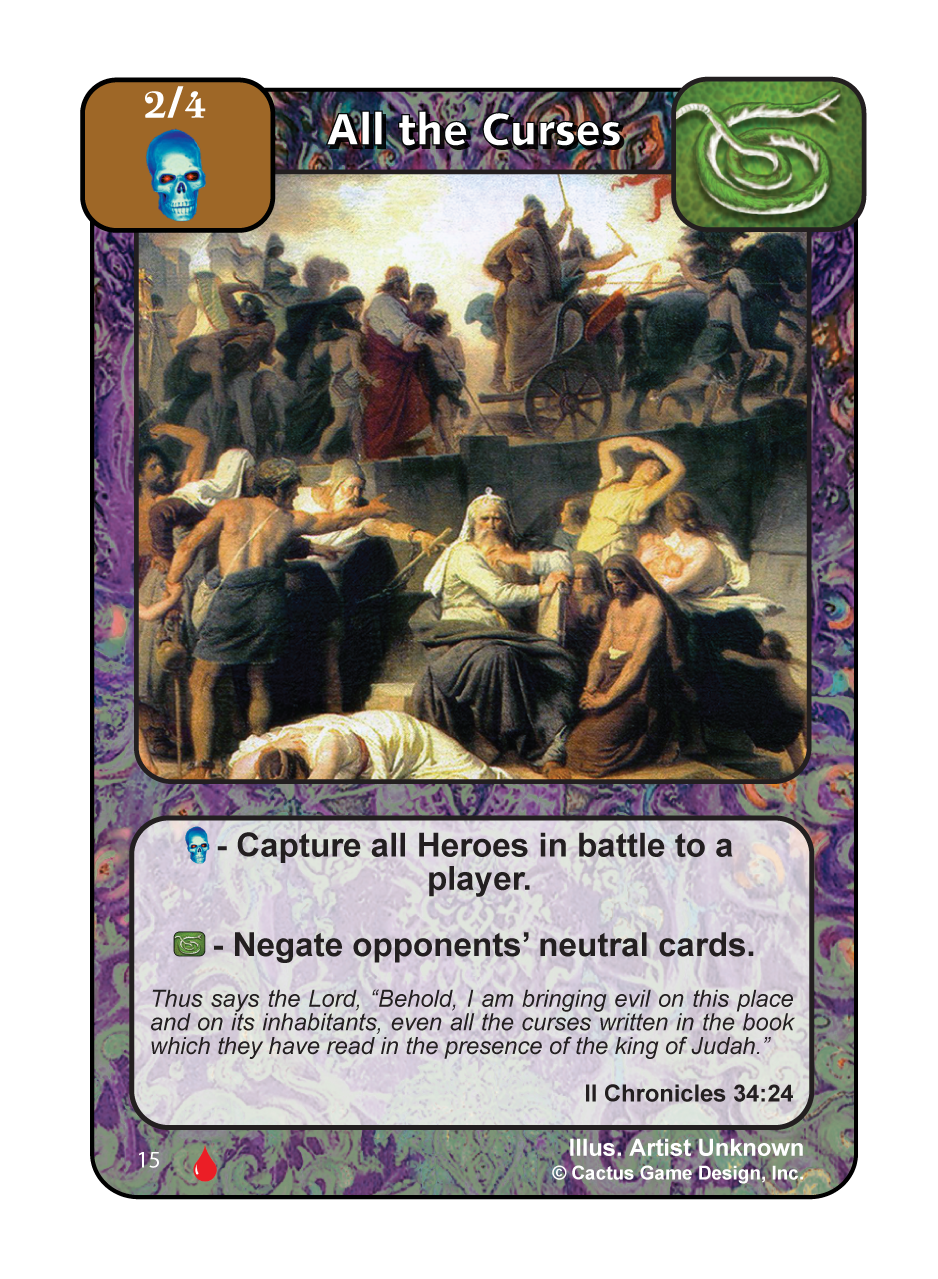 2/4
All the Curses
- Capture all Heroes in battle to a
player.
- Negate opponents’ neutral cards.
Thus says the Lord, “Behold, I am bringing evil on this place
and on its inhabitants, even all the curses written in the book
which they have read in the presence of the king of Judah.”
II Chronicles 34:24
15
Illus. Artist Unknown
© Cactus Game Design, Inc.